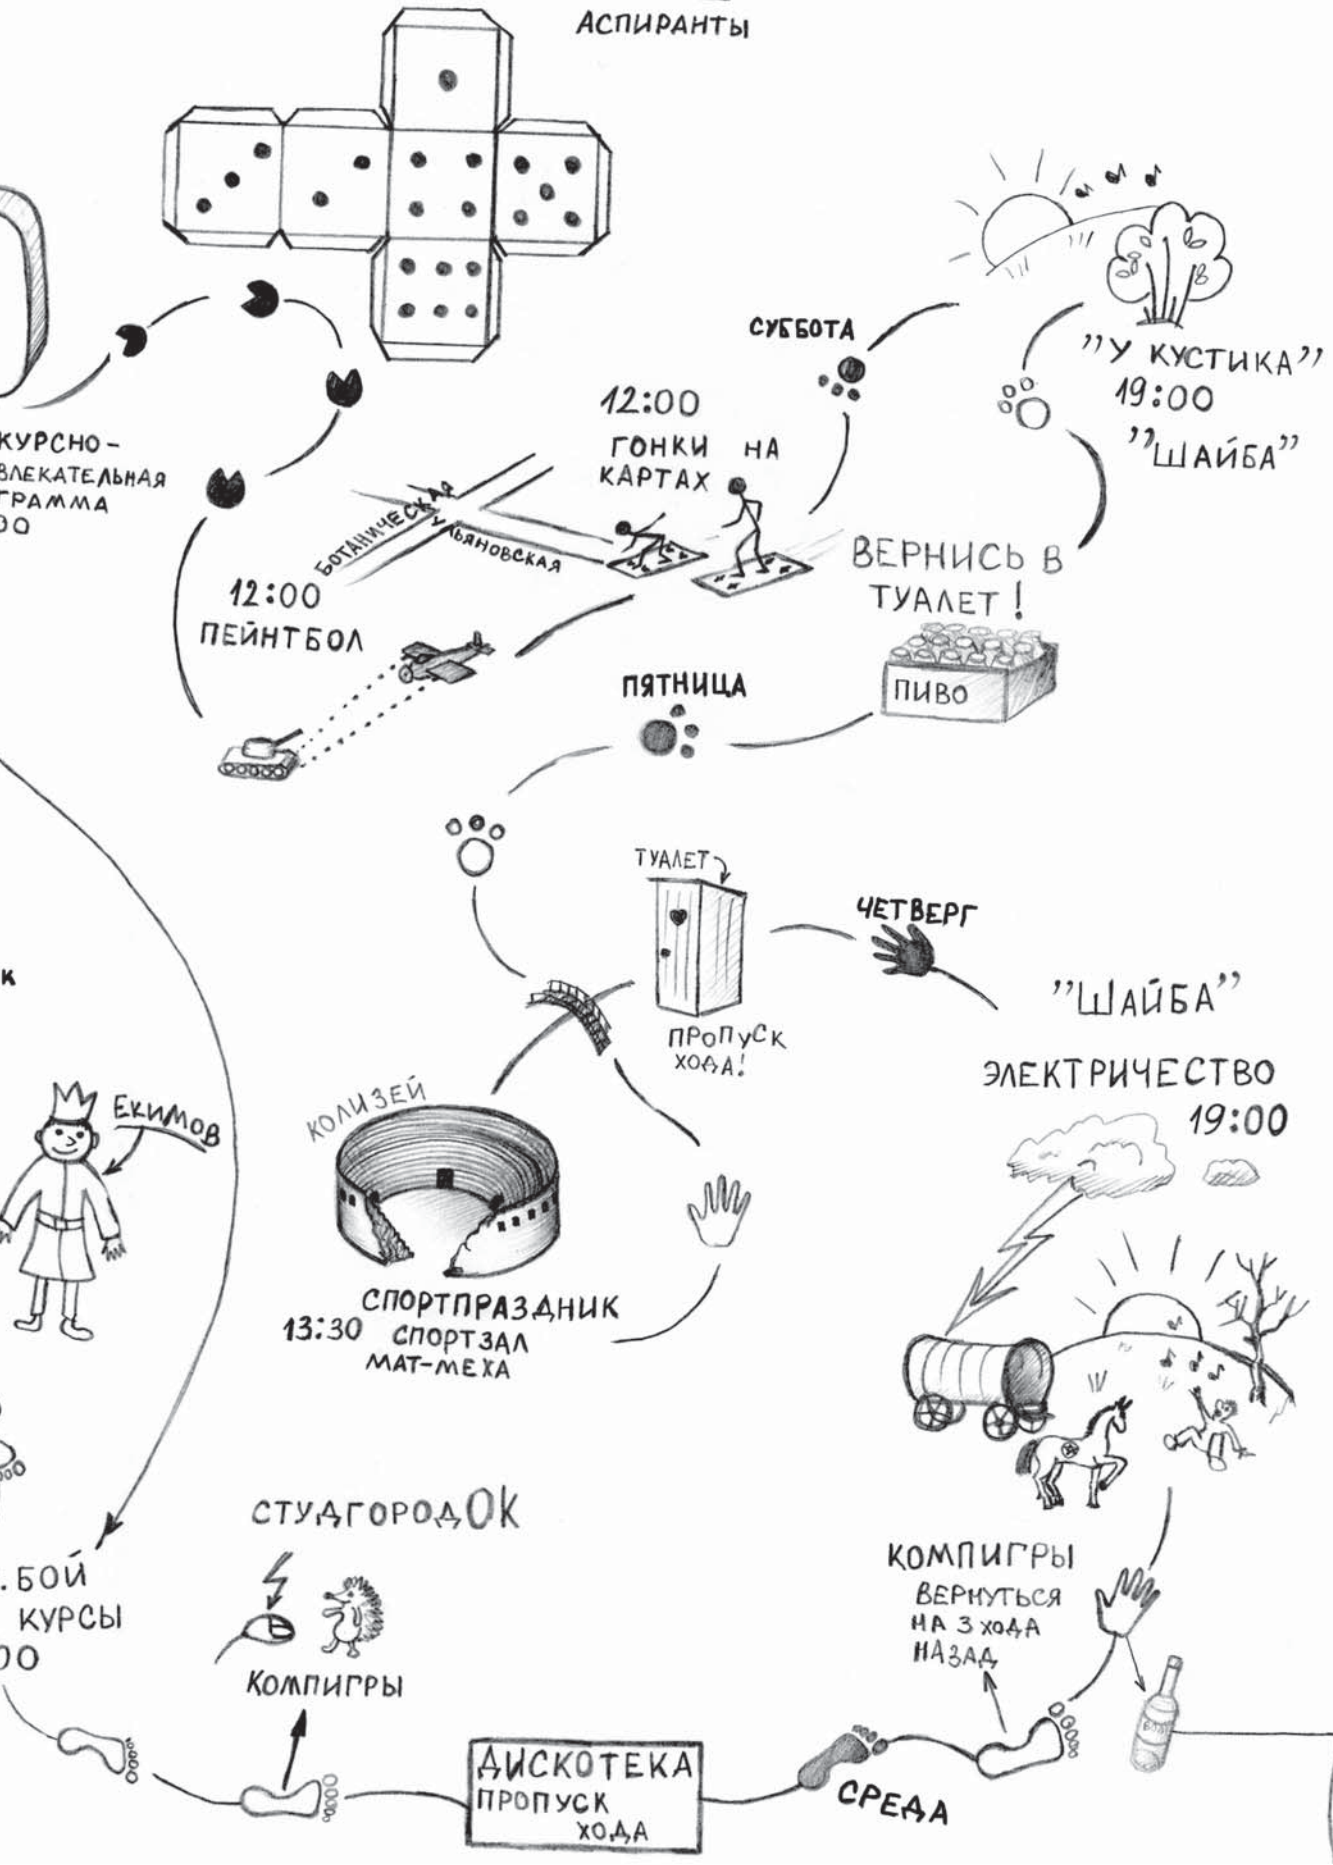 АСПИРАНТЫ
СУББОТА
"У КУСТИКА"
19:00
"ШАЙБА"
12:00
ГОНКИ НА
КАРТАХ
КУРСНО-
ВЛЕКАТЕЛЬНАЯ
ГРАММА
00
БОТАНИЧЕСКАЯ
УЛЬЯНОВСКАЯ
12:00
ПЕЙНТБОЛ
ВЕРНИСЬ В
ТУАЛЕТ!
ПИВО
ПЯТНИЦА
ТУАЛЕТ
ЧЕТВЕРГ
К
"ШАЙБА"
ПРОПУСК
ХОДА!
ЭЛЕКТРИЧЕСТВО
19:00
КОЛИЗЕЙ
ЕКИМОВ
СПОРТПРАЗДНИК
13:30 СПОРТЗАЛ
МАТ-МЕХА
СТУДГОРОДОК
КОМПИГРЫ
ВЕРНУТЬСЯ
НА 3 ХОДА
НАЗАД
. БОЙ
КУРСЫ
00
КОМПИГРЫ
ДИСКОТЕКА
ПРОПУСК
ХОДА
СРЕДА